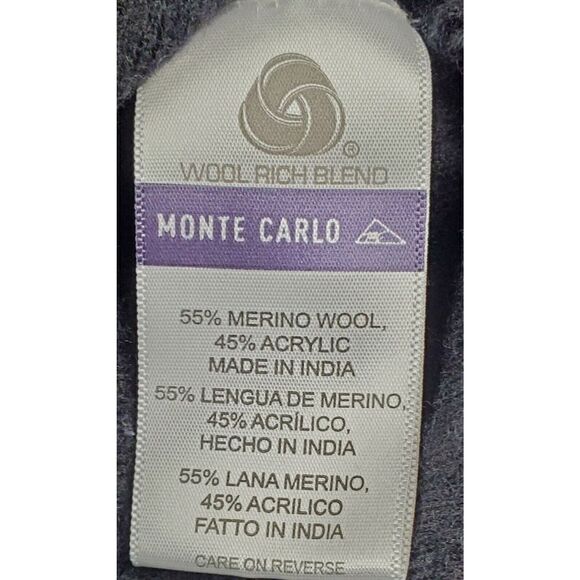 ®
WOOL RICH BLEND
MONTE CARLO
55% MERINO WOOL,
45% ACRYLIC
MADE IN INDIA
55% LENGUA DE MERINO,
45% ACRÍLICO,
HECHO IN INDIA
55% LANA MERINO,
45% ACRILICO
FATTO IN INDIA
CARE ON REVERSE